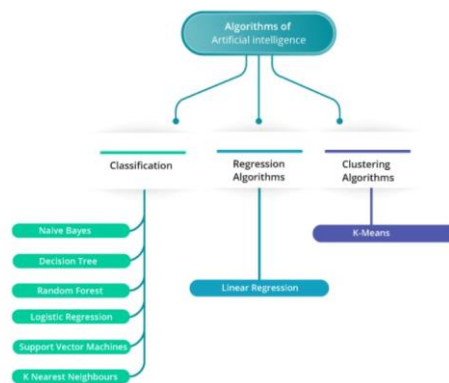 Algorithms of
Artificial intelligence
Classification
Regression
Algorithms
Clustering
Algorithms
Naive Bayes
Decision Tree
Random Forest
Logistic Regression
Support Vector Machines
K Nearest Neighbours
Linear Regression
K-Means